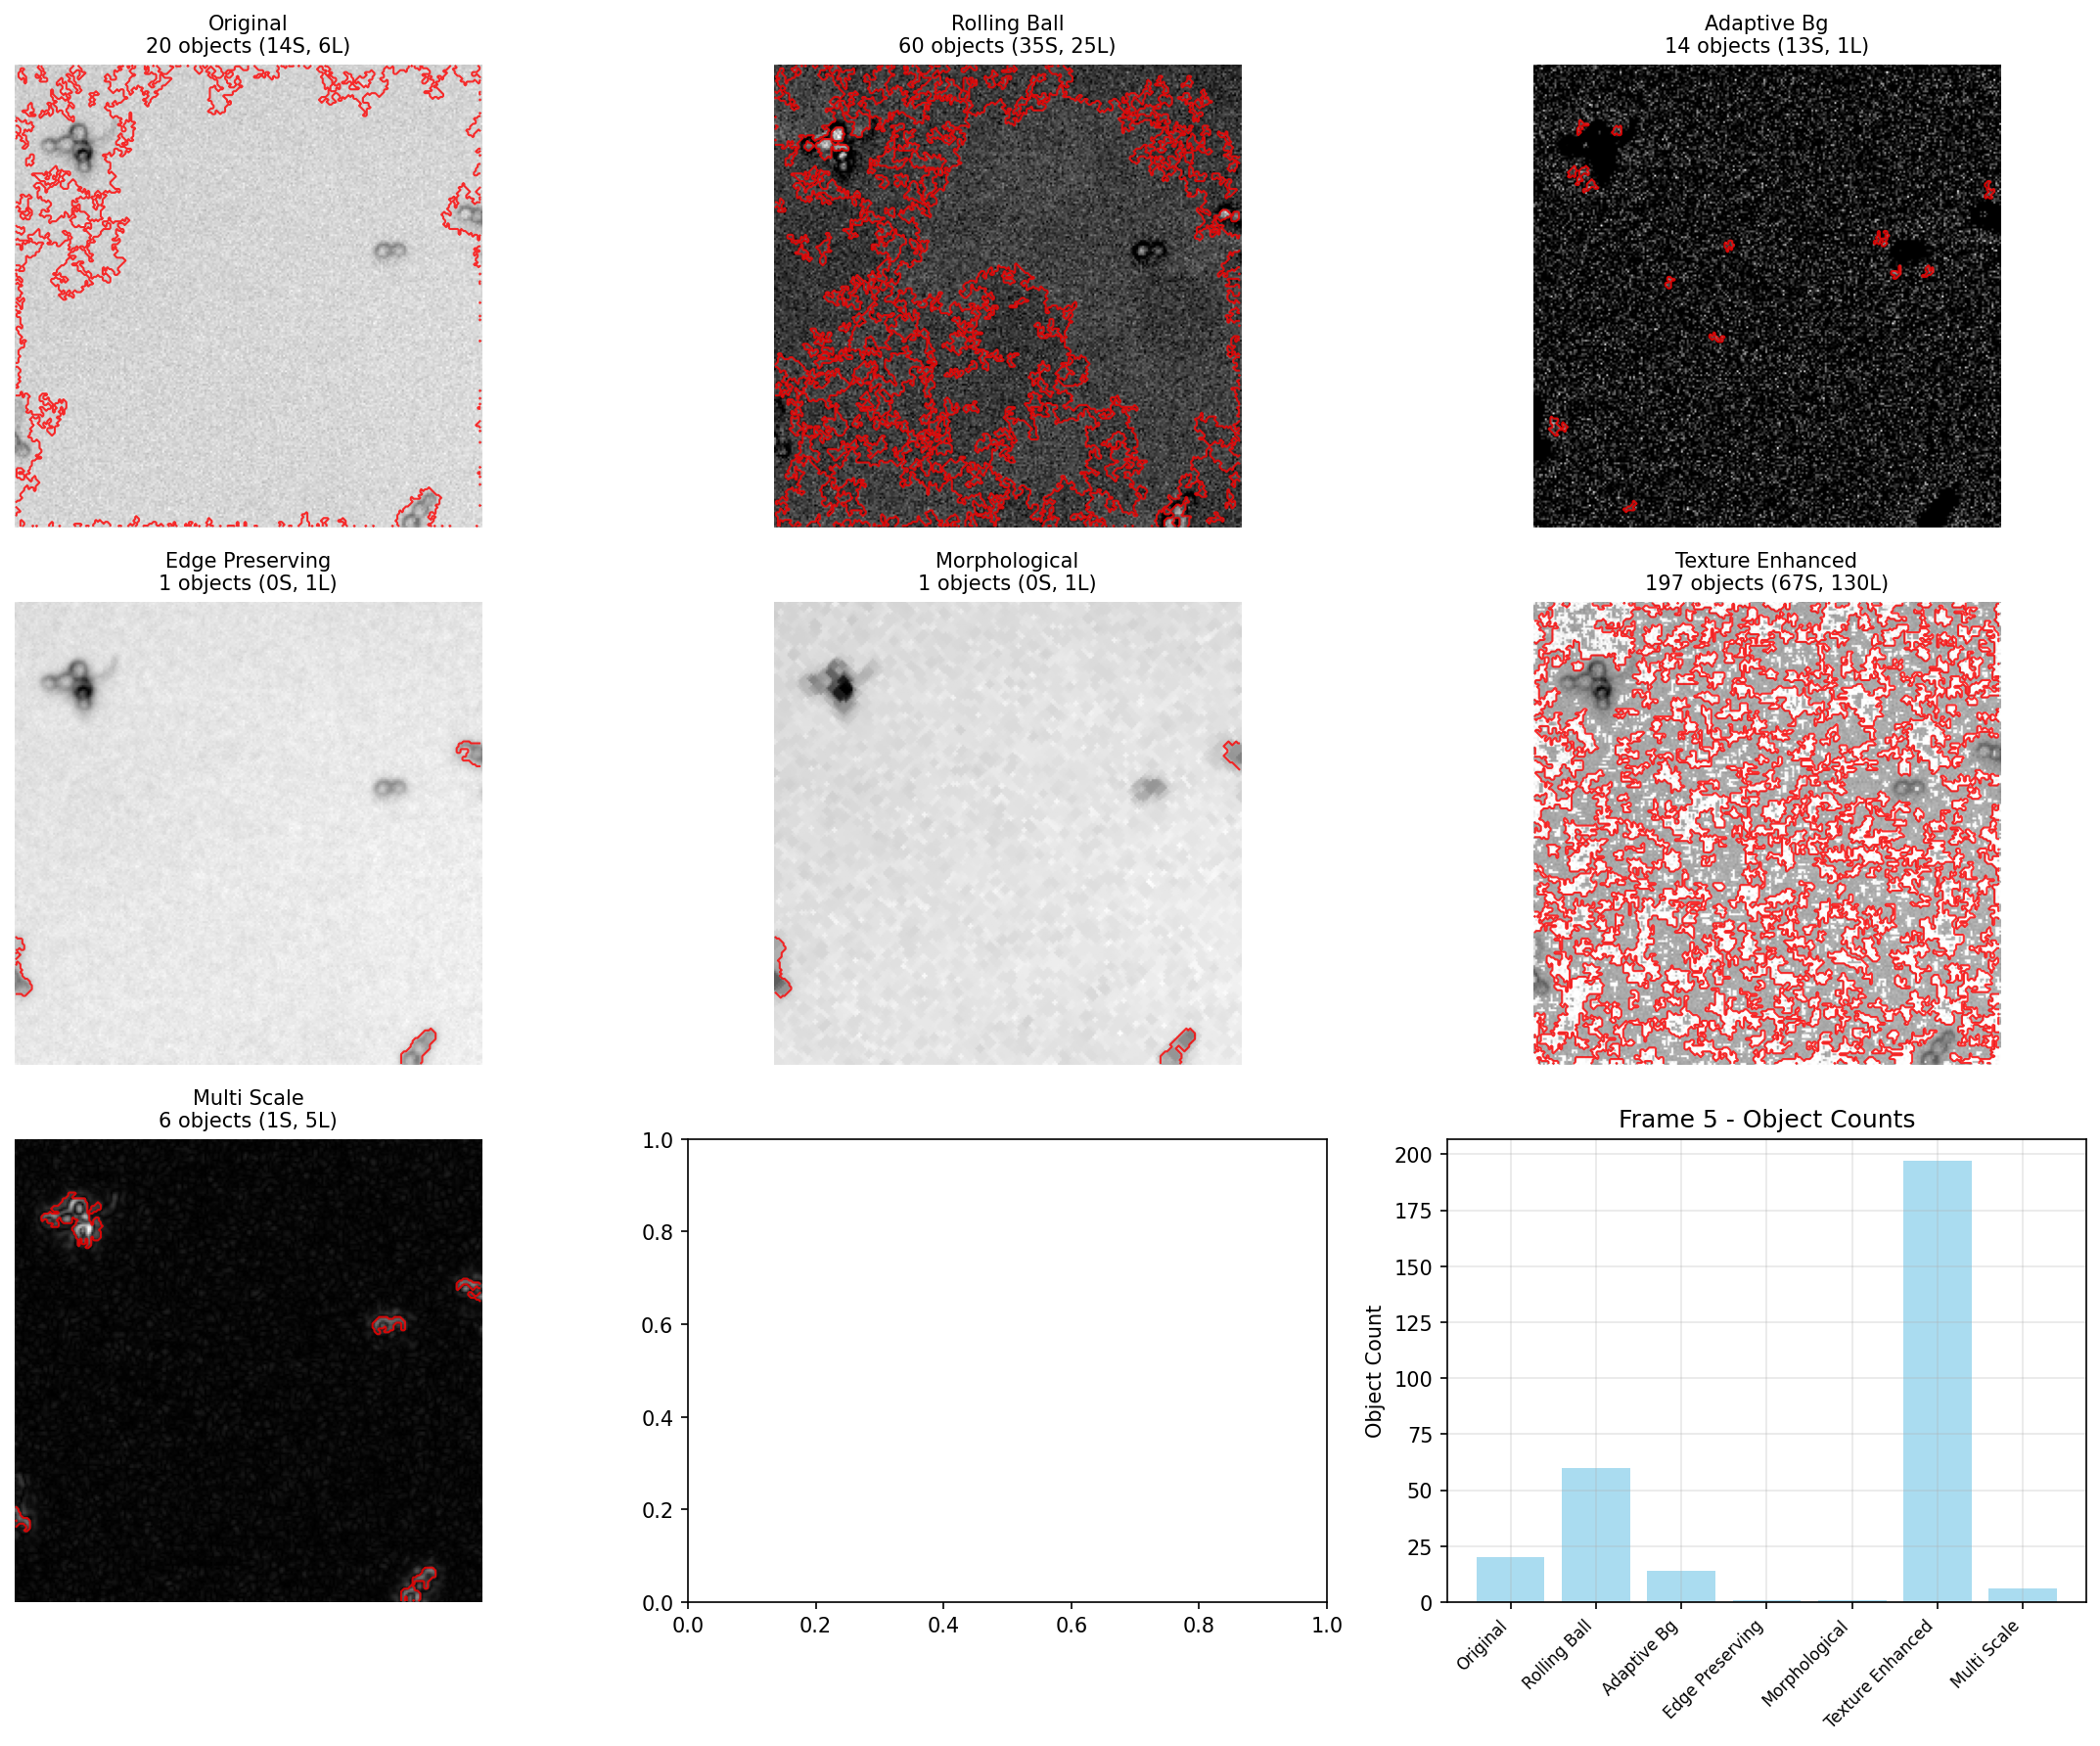 Original
20 objects (14S, 6L)
Rolling Ball
60 objects (35S, 25L)
Adaptive Bg
14 objects (13S, 1L)
Edge Preserving
1 objects (0S, 1L)
Morphological
1 objects (0S, 1L)
Texture Enhanced
197 objects (67S, 130L)
Multi Scale
6 objects (1S, 5L)
1.0
0.8
0.6
0.4
0.2
0.0
0.0 0.2 0.4 0.6 0.8 1.0
Frame 5 - Object Counts
Object Count
200
175
150
125
100
75
50
25
0
Original
Rolling Ball
Adaptive Bg
Edge Preserving
Morphological
Texture Enhanced
Multi Scale